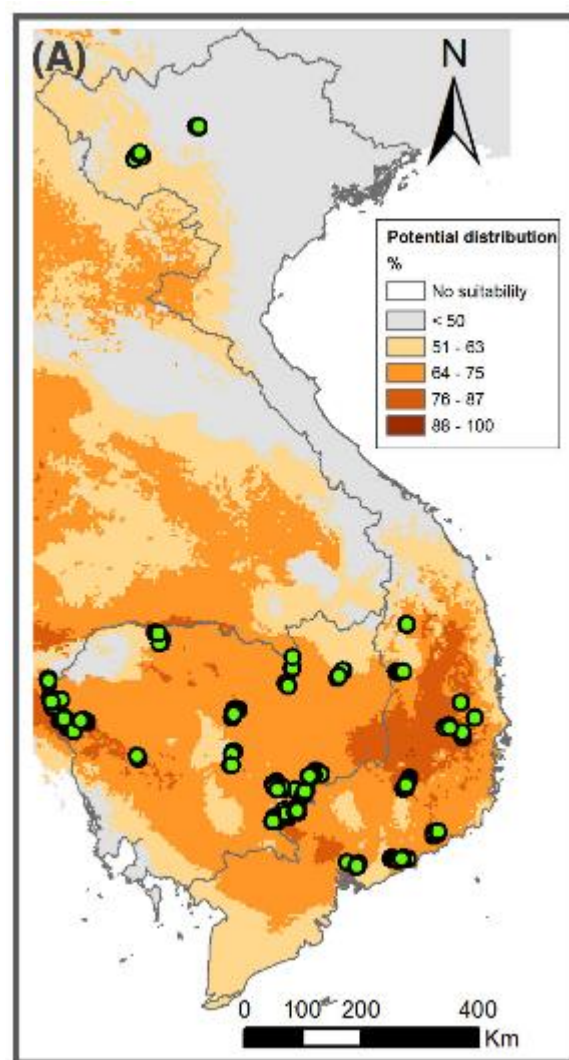 (A)
N
Potential distribution
%
No suitability
< 50
51 - 63
64 - 75
76 - 87
88 - 100
0 100 200 400
Km